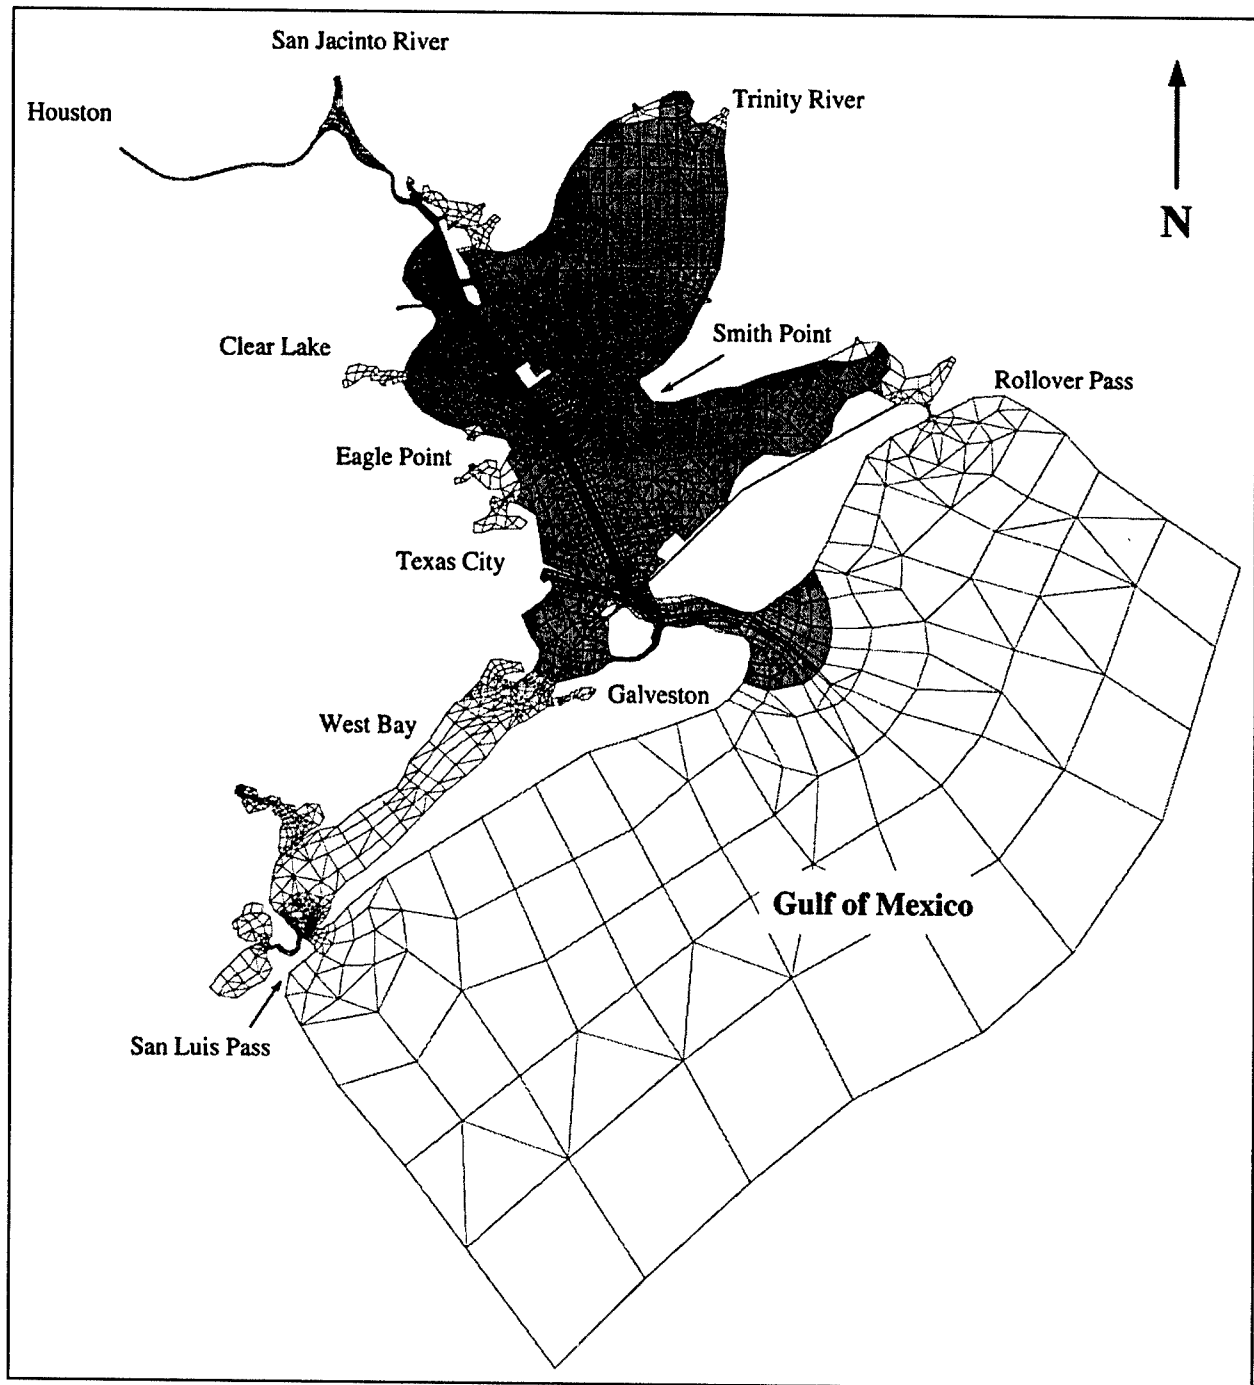 San Jacinto River
Houston
Trinity River
N
Smith Point
Clear Lake
Rollover Pass
Eagle Point
Texas City
Galveston
West Bay
Gulf of Mexico
San Luis Pass